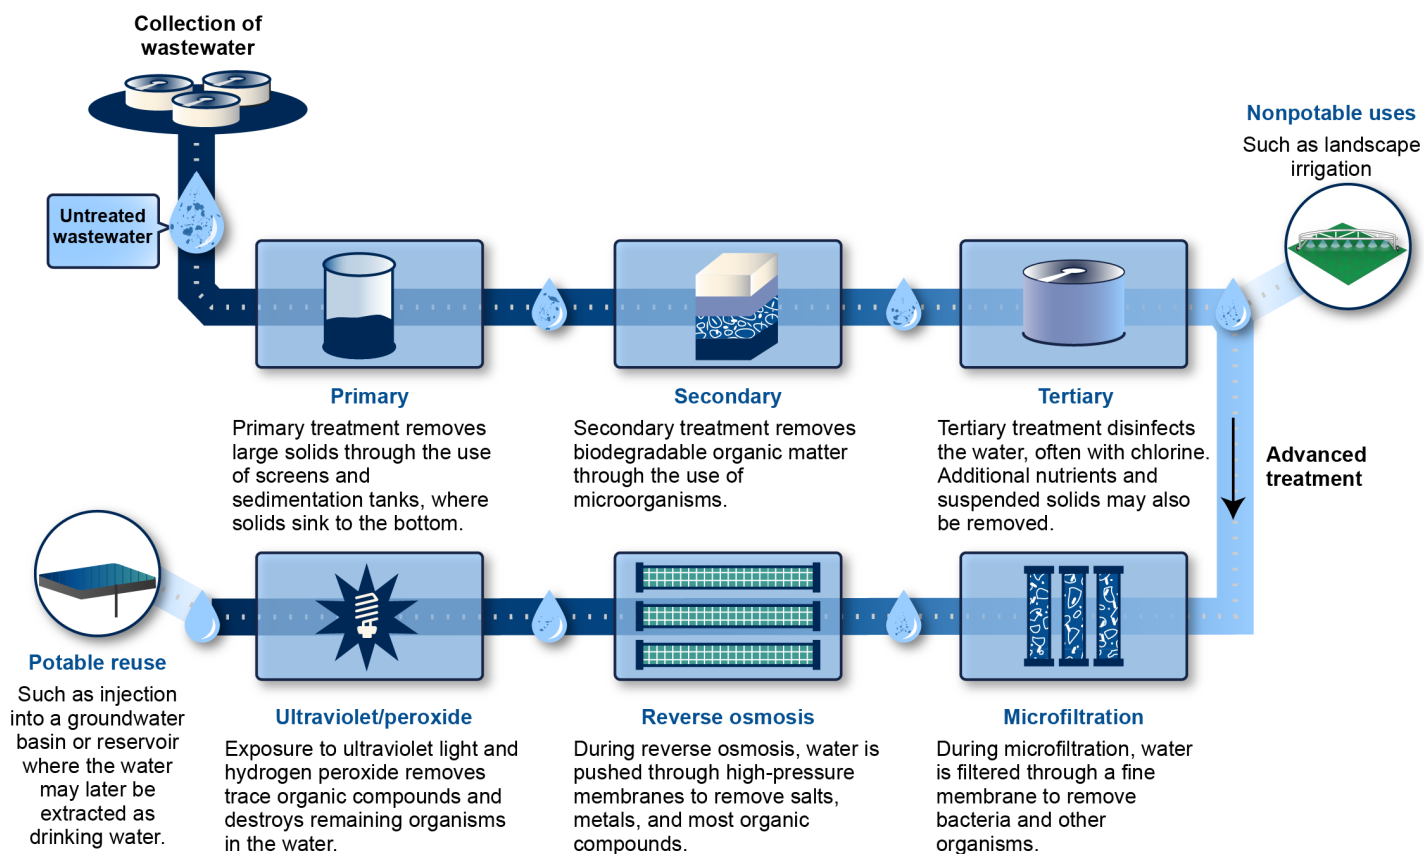 Collection of
wastewater
Untreated
wastewater
Nonpotable uses
Such as landscape
irrigation
Primary
Primary treatment removes
large solids through the use
of screens and
sedimentation tanks, where
solids sink to the bottom.
Secondary
Secondary treatment removes
biodegradable organic matter
through the use of
microorganisms.
Tertiary
Tertiary treatment disinfects
the water, often with chlorine.
Additional nutrients and
suspended solids may also
be removed.
Advanced
treatment
Microfiltration
During microfiltration, water
is filtered through a fine
membrane to remove
bacteria and other
organisms.
Reverse osmosis
During reverse osmosis, water is
pushed through high-pressure
membranes to remove salts,
metals, and most organic
compounds.
Ultraviolet/peroxide
Exposure to ultraviolet light and
hydrogen peroxide removes
trace organic compounds and
destroys remaining organisms
in the water.
Potable reuse
Such as injection
into a groundwater
basin or reservoir
where the water
may later be
extracted as
drinking water.